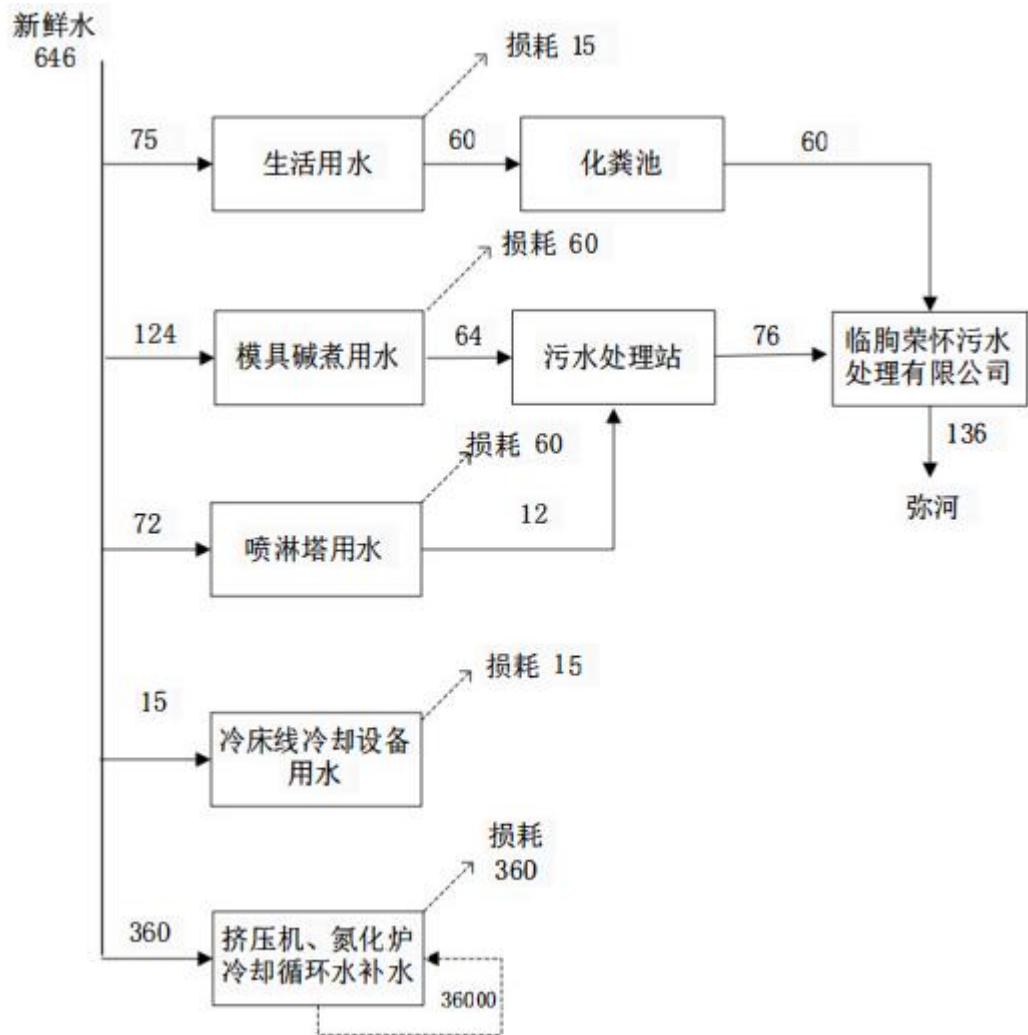 新鲜水
646
损耗 15
75
生活用水
60
化粪池
60
损耗 60
124
模具碱煮用水
64
污水处理站
76
临朐荣怀污水
处理有限公司
136
弥河
损耗 60
72
喷淋塔用水
12
损耗 15
15
冷床线冷却设备
用水
损耗
360
360
挤压机、氮化炉
冷却循环水补水
36000